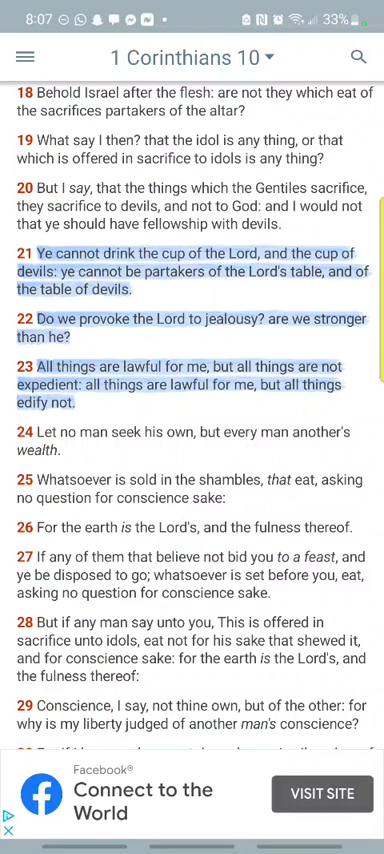 8:07 33%
1 Corinthians 10
18 Behold Israel after the flesh: are not they which eat of
the sacrifices partakers of the altar?
19 What say I then? that the idol is any thing, or that
which is offered in sacrifice to idols is any thing?
20 But I say, that the things which the Gentiles sacrifice,
they sacrifice to devils, and not to God: and I would not
that ye should have fellowship with devils.
21 Ye cannot drink the cup of the Lord, and the cup of
devils: ye cannot be partakers of the Lord's table, and of
the table of devils.
22 Do we provoke the Lord to jealousy? are we stronger
than he?
23 All things are lawful for me, but all things are not
expedient: all things are lawful for me, but all things
edify not.
24 Let no man seek his own, but every man another's
wealth.
25 Whatsoever is sold in the shambles, that eat, asking
no question for conscience sake:
26 For the earth is the Lord's, and the fulness thereof.
27 If any of them that believe not bid you to a feast, and
ye be disposed to go; whatsoever is set before you, eat,
asking no question for conscience sake.
28 But if any man say unto you, This is offered in
sacrifice unto idols, eat not for his sake that shewed it,
and for conscience sake: for the earth is the Lord's, and
the fulness thereof:
29 Conscience, I say, not thine own, but of the other: for
why is my liberty judged of another man's conscience?
Facebook®
Connect to the
World
VISIT SITE